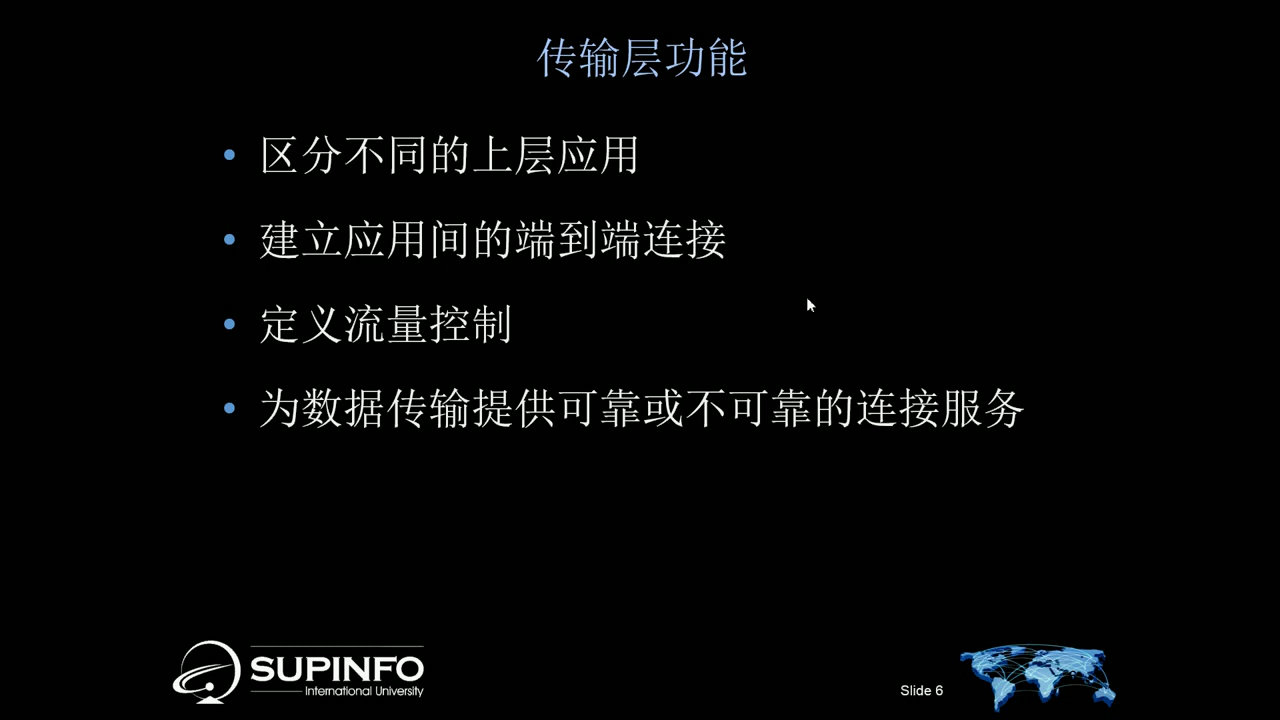 传输层功能
• 区分不同的上层应用
• 建立应用间的端到端连接
• 定义流量控制
• 为数据传输提供可靠或不可靠的连接服务
SUPINFO
International University
Slide 6